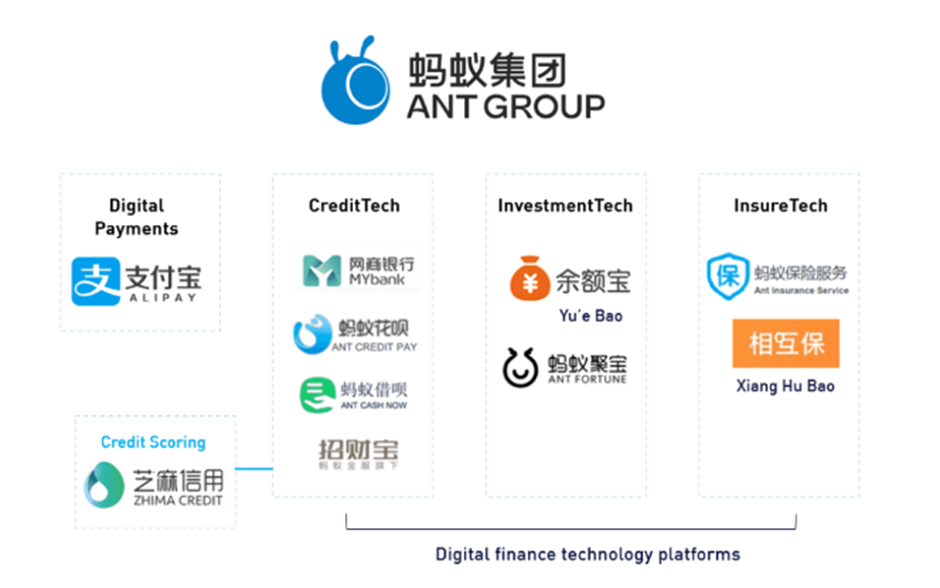 蚂蚁集团
ANT GROUP
Digital
Payments
支付宝
ALIPAY
Credit Scoring
芝麻信用
ZHIMA CREDIT
CreditTech
网商银行
MYbank
蚂蚁花呗
ANT CREDIT PAY
蚂蚁借呗
ANT CASH NOW
招财宝
蚂蚁金服旗下
InvestmentTech
余额宝
Yu'e Bao
蚂蚁聚宝
ANT FORTUNE
InsureTech
保
蚂蚁保险服务
Ant Insurance Service
相互保
Xiang Hu Bao
Digital finance technology platforms